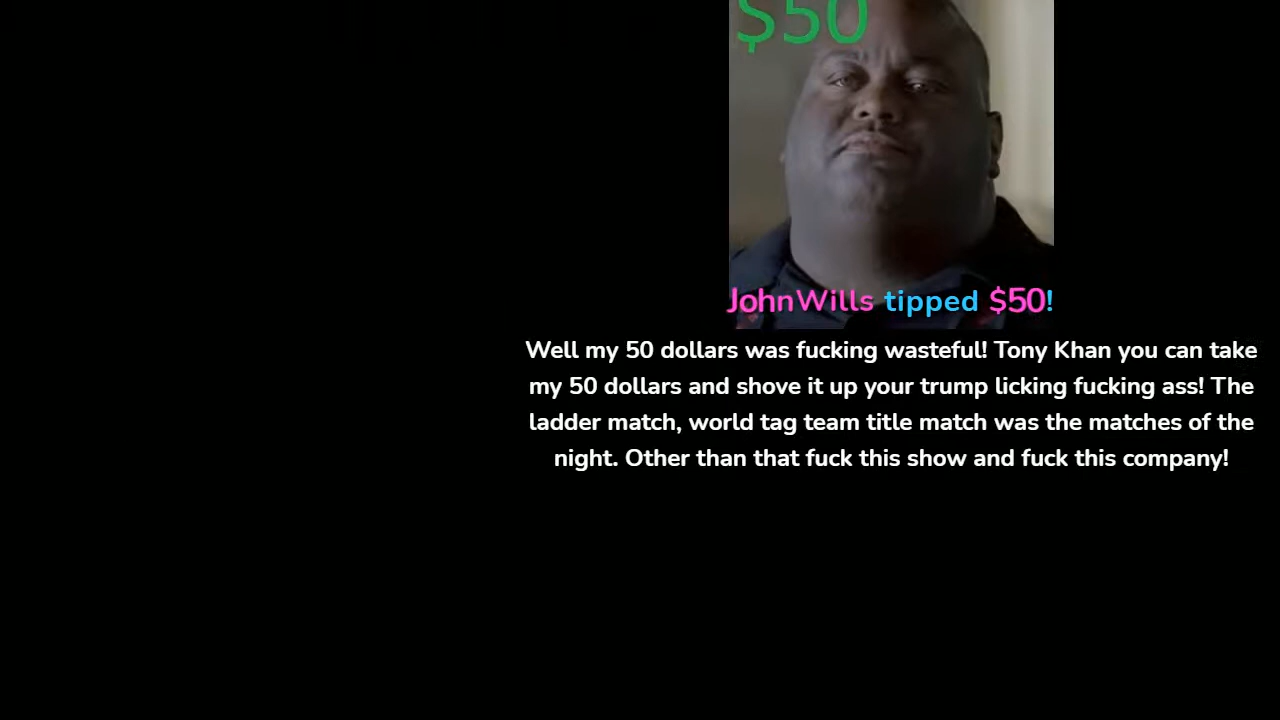 $50
JohnWills tipped $50!
Well my 50 dollars was fucking wasteful! Tony Khan you can take
my 50 dollars and shove it up your trump licking fucking ass! The
ladder match, world tag team title match was the matches of the
night. Other than that fuck this show and fuck this company!